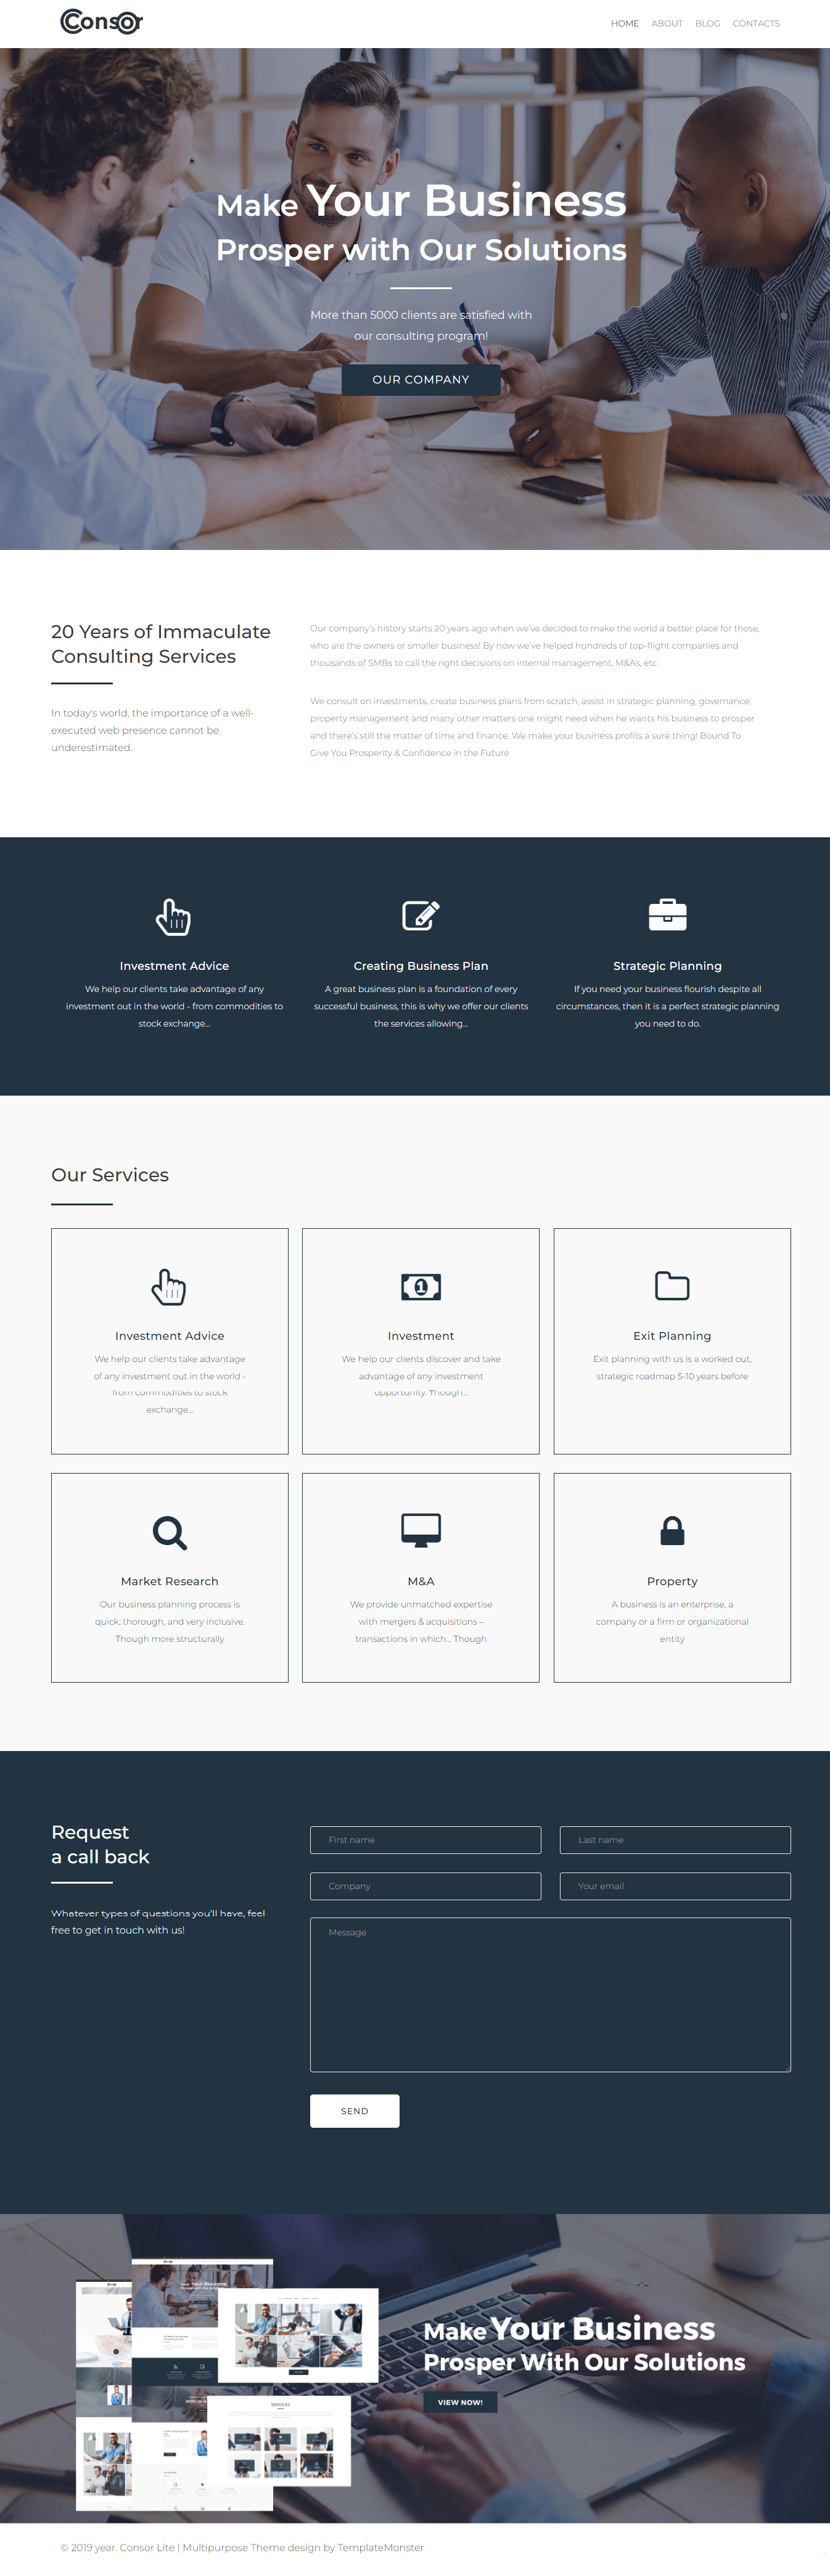 Consor
HOME ABOUT BLOG CONTACTS
Make Your Business
Prosper with Our Solutions
More than 5000 clients are satisfied with
our consulting program!
OUR COMPANY
20 Years of Immaculate
Consulting Services
In today's world, the importance of a well-
executed web presence cannot be
underestimated.
Our company's history starts 20 years ago when we've decided to make the world a better place for those,
who are the owners or smaller business! By now we've helped hundreds of top-flight companies and
thousands of SMBs to call the right decisions on internal management, M&As, etc.
We consult on investments, create business plans from scratch, assist in strategic planning, governance,
property management and many other matters one might need when he wants his business to prosper
and there's still the matter of time and finance. We make your business profits a sure thing! Bound To
Give You Prosperity & Confidence in the Future
Investment Advice
We help our clients take advantage of any
investment out in the world - from commodities to
stock exchange...
Creating Business Plan
A great business plan is a foundation of every
successful business, this is why we offer our clients
the services allowing...
Strategic Planning
If you need your business flourish despite all
circumstances, then it is a perfect strategic planning
you need to do.
Our Services
Investment Advice
We help our clients take advantage
of any investment out in the world -
from commodities to stock
exchange...
Investment
We help our clients discover and take
advantage of any investment
opportunity. Though...
Exit Planning
Exit planning with us is a worked out,
strategic roadmap 5-10 years before
Market Research
Our business planning process is
quick, thorough, and very inclusive.
Though more structurally
M&A
We provide unmatched expertise
with mergers & acquisitions –
transactions in which... Though
Property
A business is an enterprise, a
company or a firm or organizational
entity
Request
a call back
Whatever types of questions you'll have, feel
free to get in touch with us!
First name
Last name
Company
Your email
Message
SEND
SERVICES
Make Your Business
Prosper With Our Solutions
VIEW NOW!
© 2019 year. Consor Lite | Multipurpose Theme design by TemplateMonster